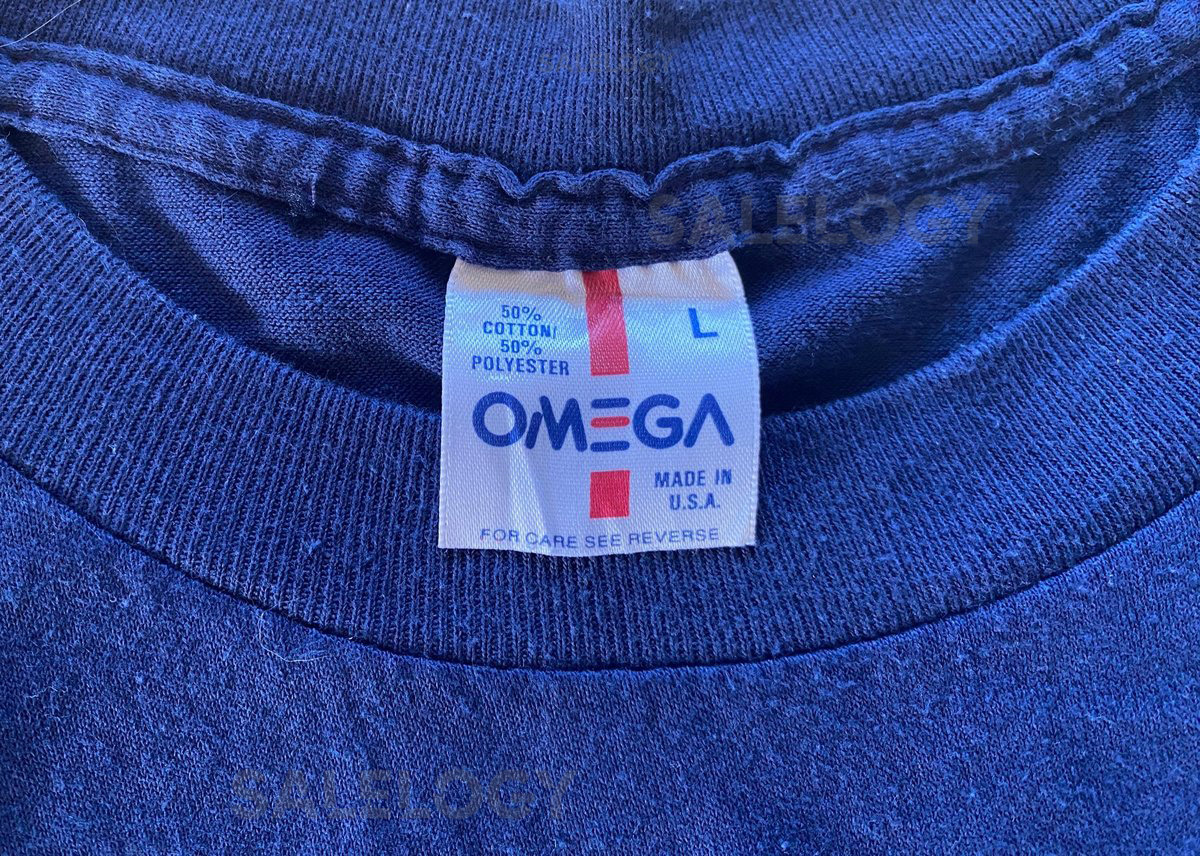 SALELOGY
50%
COTTON/
50%
POLYESTER
L
OMEGA
MADE IN
U.S.A.
FOR CARE SEE REVERSE
SALELOGY